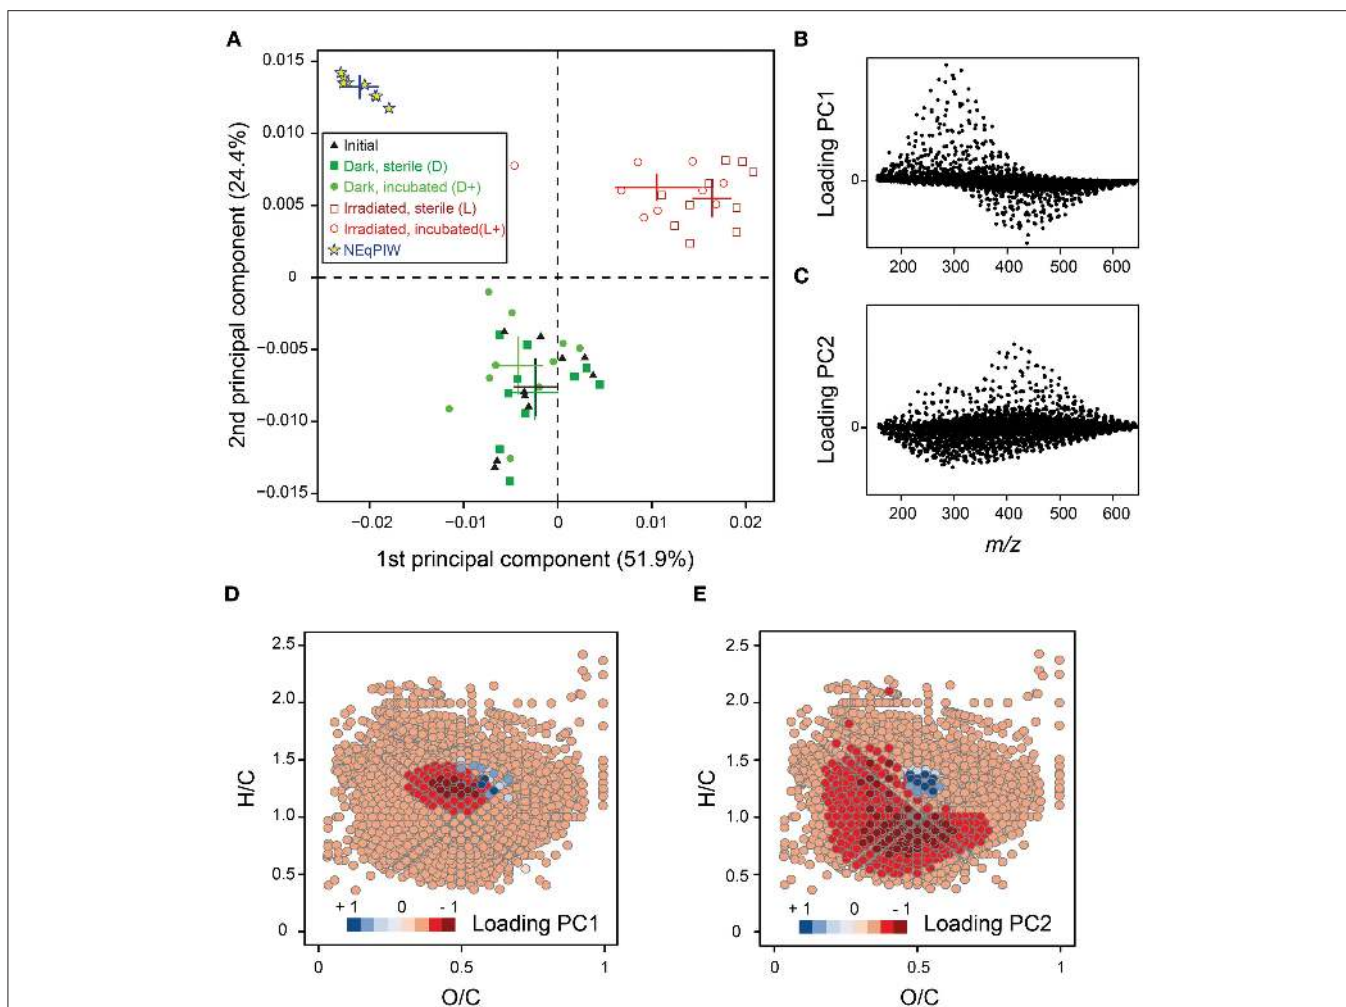 A
2nd principal component (24.4%)
0.015
0.010
0.005
0
−0.005
−0.010
−0.015
Initial
Dark, sterile (D)
Dark, incubated (D+)
Irradiated, sterile (L)
Irradiated, incubated(L+)
NEqPIW
−0.02
−0.01
0
0.01
0.02
1st principal component (51.9%)
B
Loading PC1
0
200
300
400
500
600
C
Loading PC2
0
200
300
400
500
600
m/z
D
H/C
2.5
2.0
1.5
1.0
0.5
0
+ 1
0
- 1
Loading PC1
0
0.5
1
O/C
E
H/C
2.5
2.0
1.5
1.0
0.5
0
+ 1
0
- 1
Loading PC2
0
0.5
1
O/C